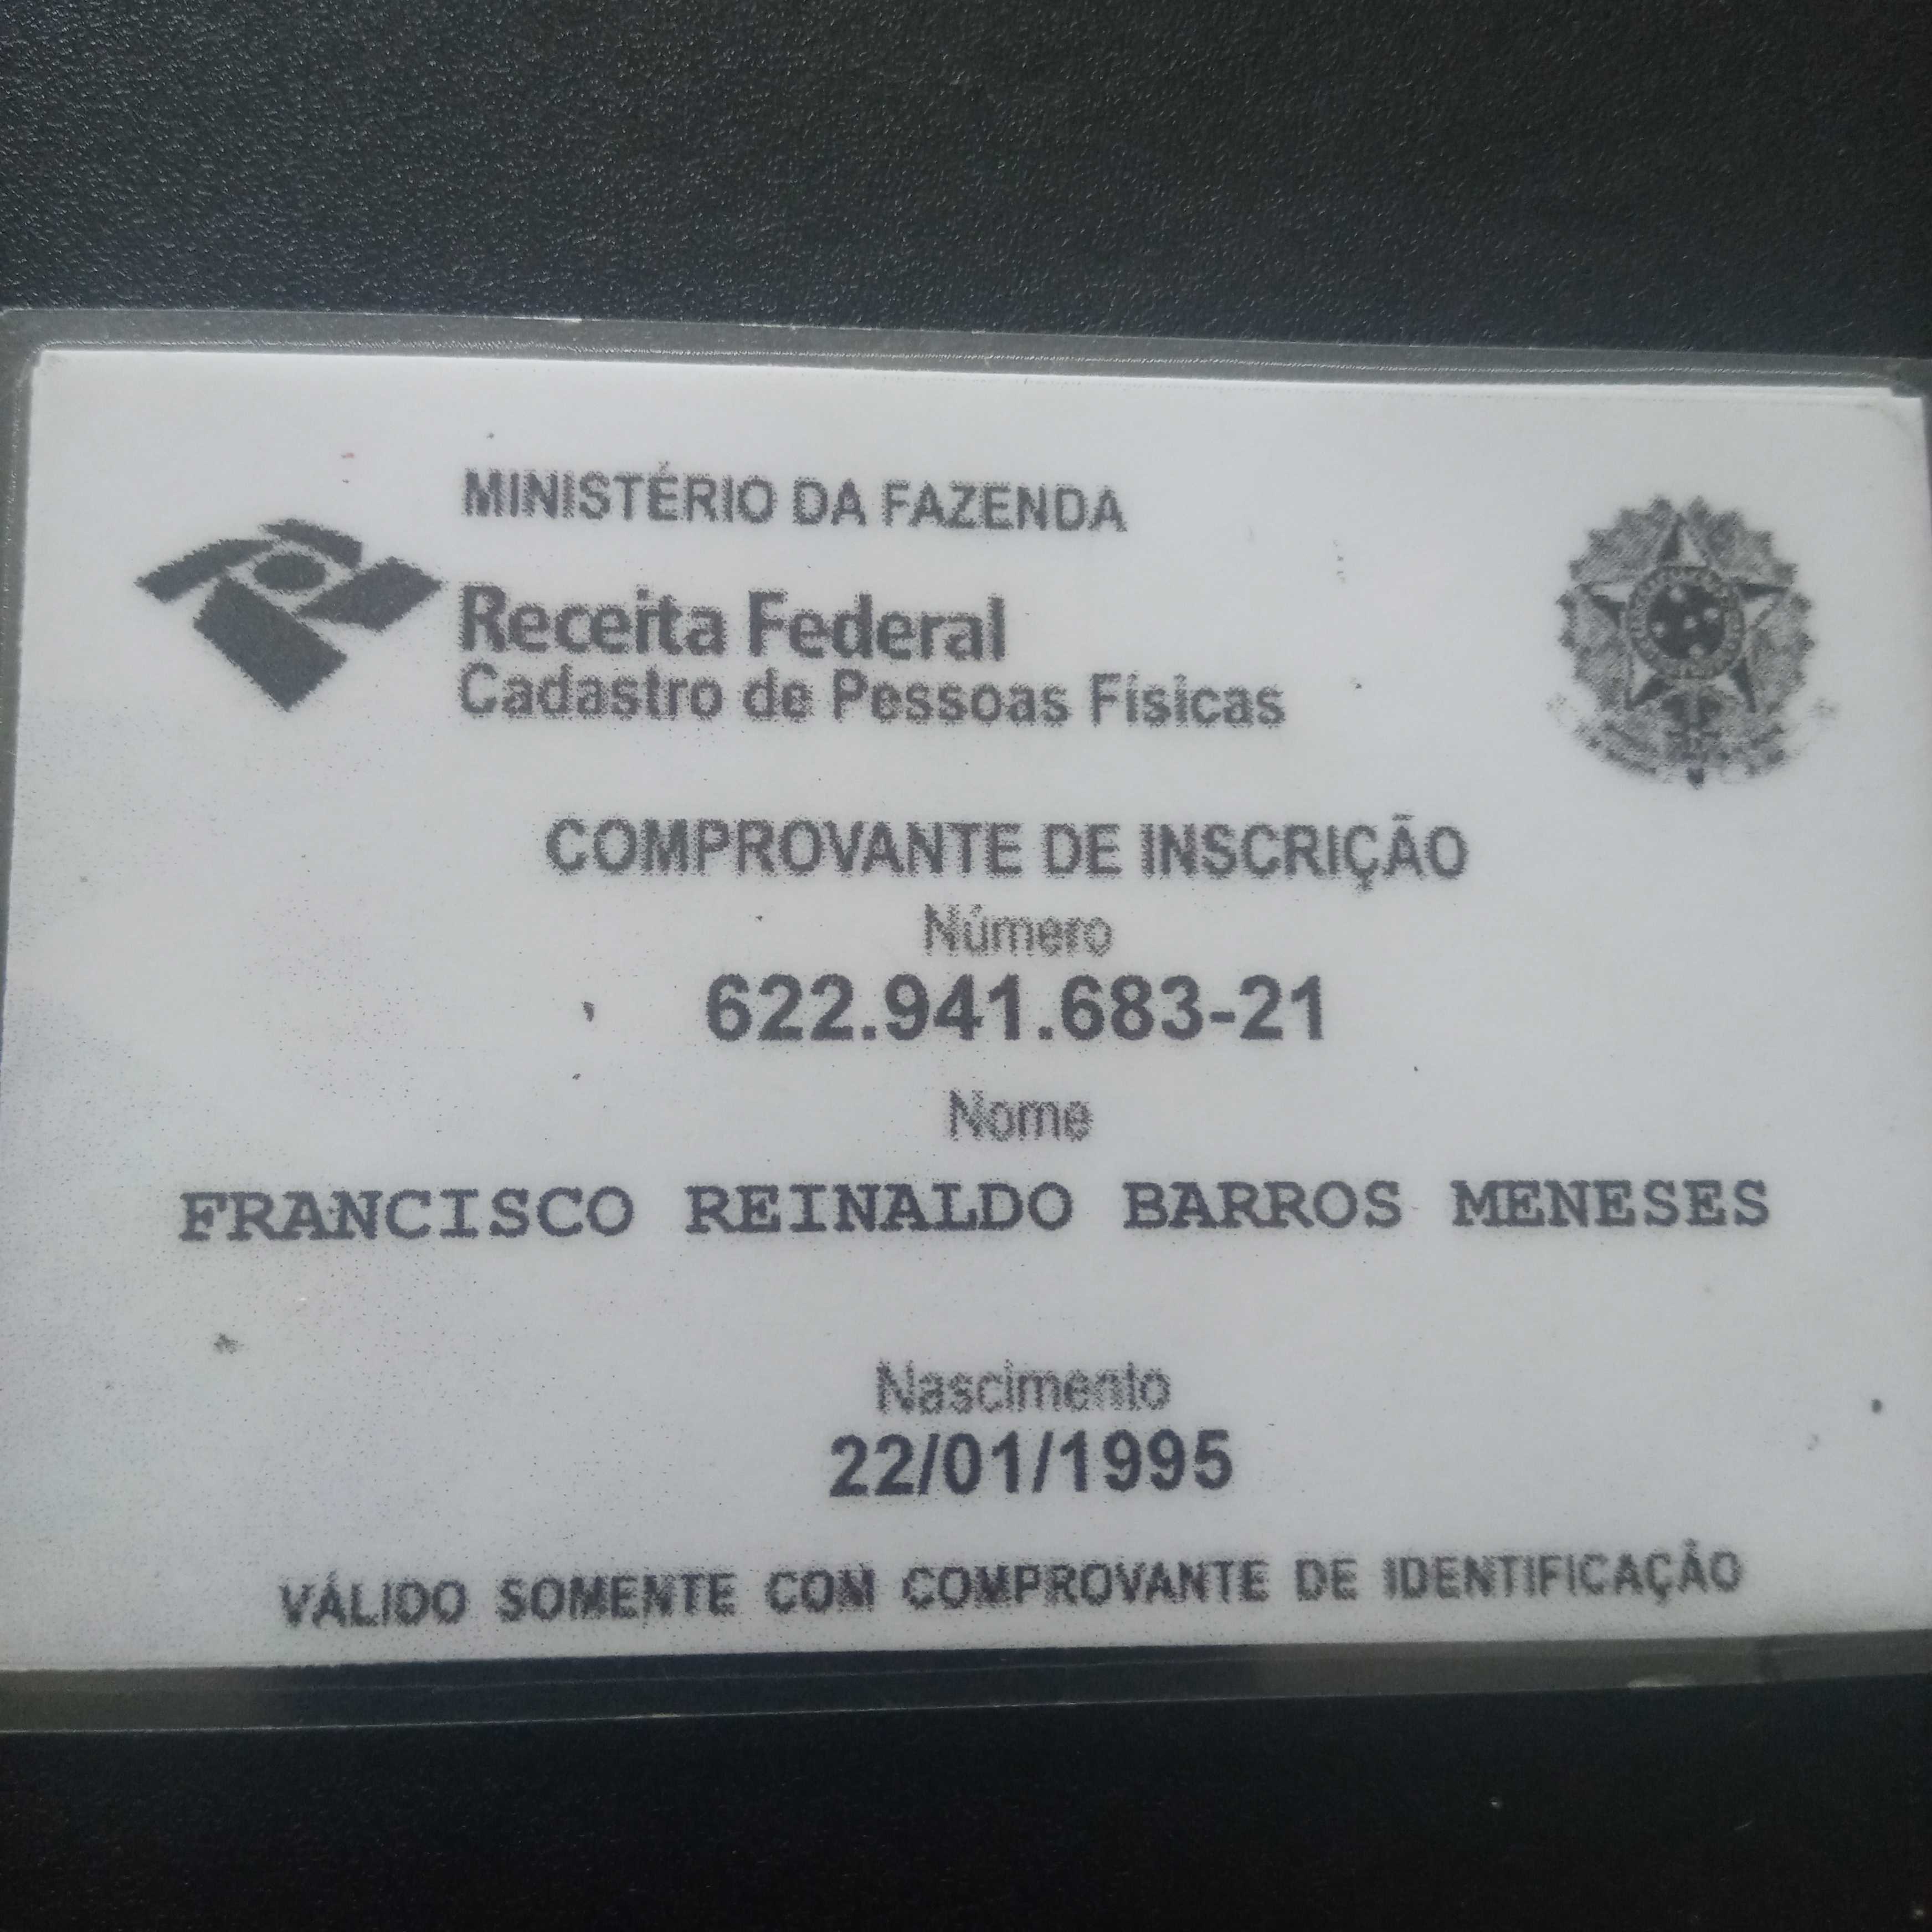 MINISTÉRIO DA FAZENDA
Receita Federal
Cadastro de Pessoas Físicas
COMPROVANTE DE INSCRIÇÃO
Número
622.941.683-21
Nome
FRANCISCO REINALDO BARROS MENESES
Nascimento
22/01/1995
VÁLIDO SOMENTE COM COMPROVANTE DE IDENTIFICAÇÃO